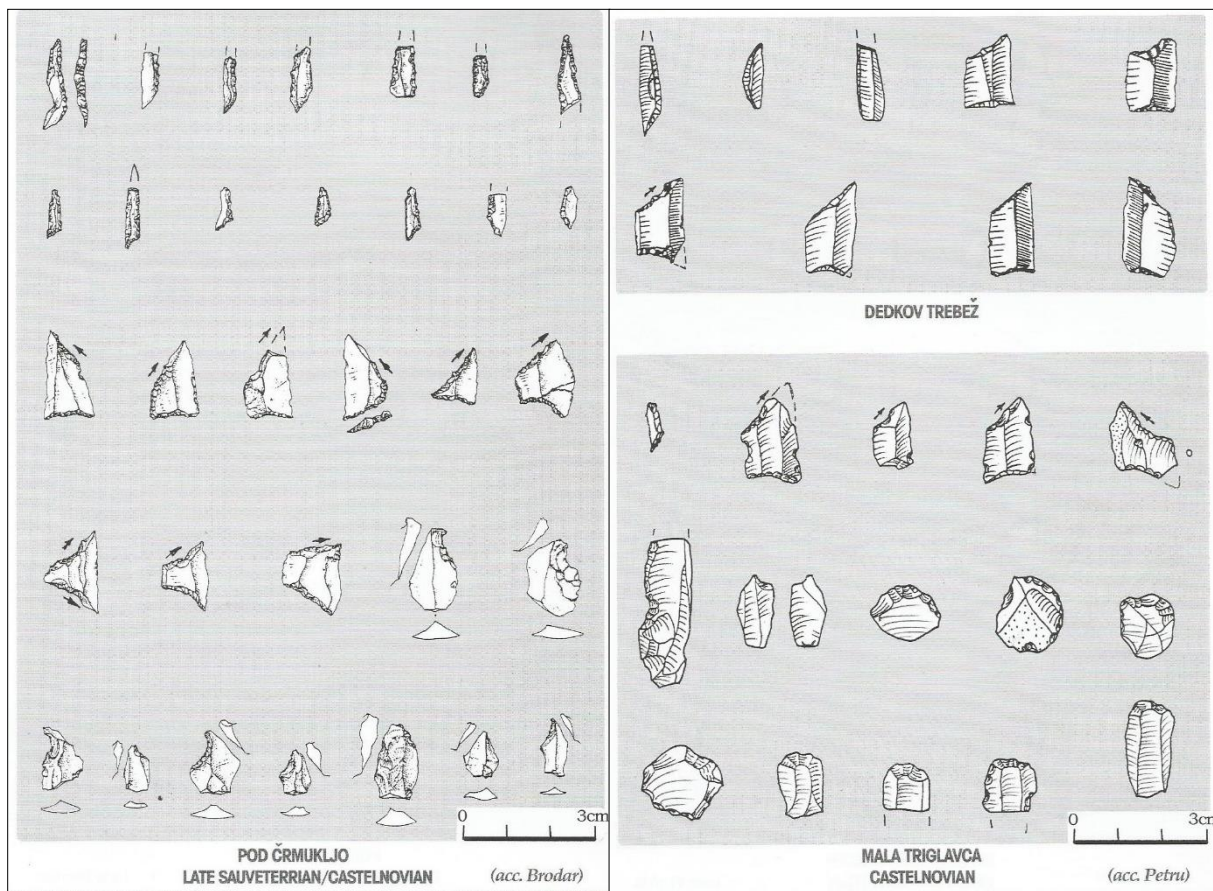 0 3cm
POD ČRMUKLJO
LATE SAUVETERRIAN/CASTELNOVIAN
(acc. Brodar)
DEDKOV TREBEŽ
0 3cm
MALA TRIGLAVCA
CASTELNOVIAN
(acc. Petru)